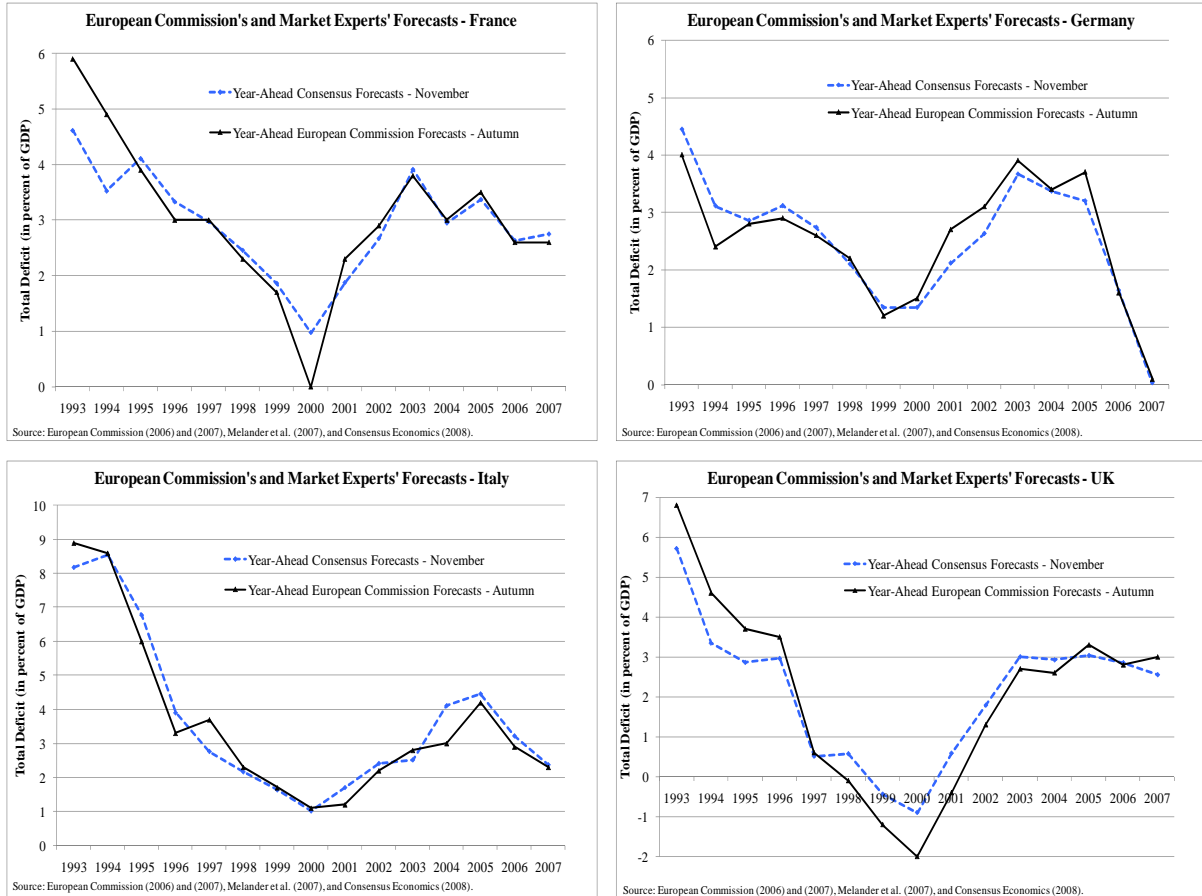 European Commission's and Market Experts' Forecasts - France
Total Deficit (in percent of GDP)
6
5
4
3
2
1
0
Year-Ahead Consensus Forecasts - November
Year-Ahead European Commission Forecasts - Autumn
1993 1994 1995 1996 1997 1998 1999 2000 2001 2002 2003 2004 2005 2006 2007
Source: European Commission (2006) and (2007), Melander et al. (2007), and Consensus Economics (2008).
European Commission's and Market Experts' Forecasts - Germany
Total Deficit (in percent of GDP)
6
5
4
3
2
1
0
Year-Ahead Consensus Forecasts - November
Year-Ahead European Commission Forecasts - Autumn
1993 1994 1995 1996 1997 1998 1999 2000 2001 2002 2003 2004 2005 2006 2007
Source: European Commission (2006) and (2007), Melander et al. (2007), and Consensus Economics (2008).
European Commission's and Market Experts' Forecasts - Italy
Total Deficit (in percent of GDP)
10
9
8
7
6
5
4
3
2
1
0
Year-Ahead Consensus Forecasts - November
Year-Ahead European Commission Forecasts - Autumn
1993 1994 1995 1996 1997 1998 1999 2000 2001 2002 2003 2004 2005 2006 2007
Source: European Commission (2006) and (2007), Melander et al. (2007), and Consensus Economics (2008).
European Commission's and Market Experts' Forecasts - UK
Total Deficit (in percent of GDP)
7
6
5
4
3
2
1
0
-1
-2
Year-Ahead Consensus Forecasts - November
Year-Ahead European Commission Forecasts - Autumn
1993 1994 1995 1996 1997 1998 1999 2000 2001 2002 2003 2004 2005 2006 2007
Source: European Commission (2006) and (2007), Melander et al. (2007), and Consensus Economics (2008).